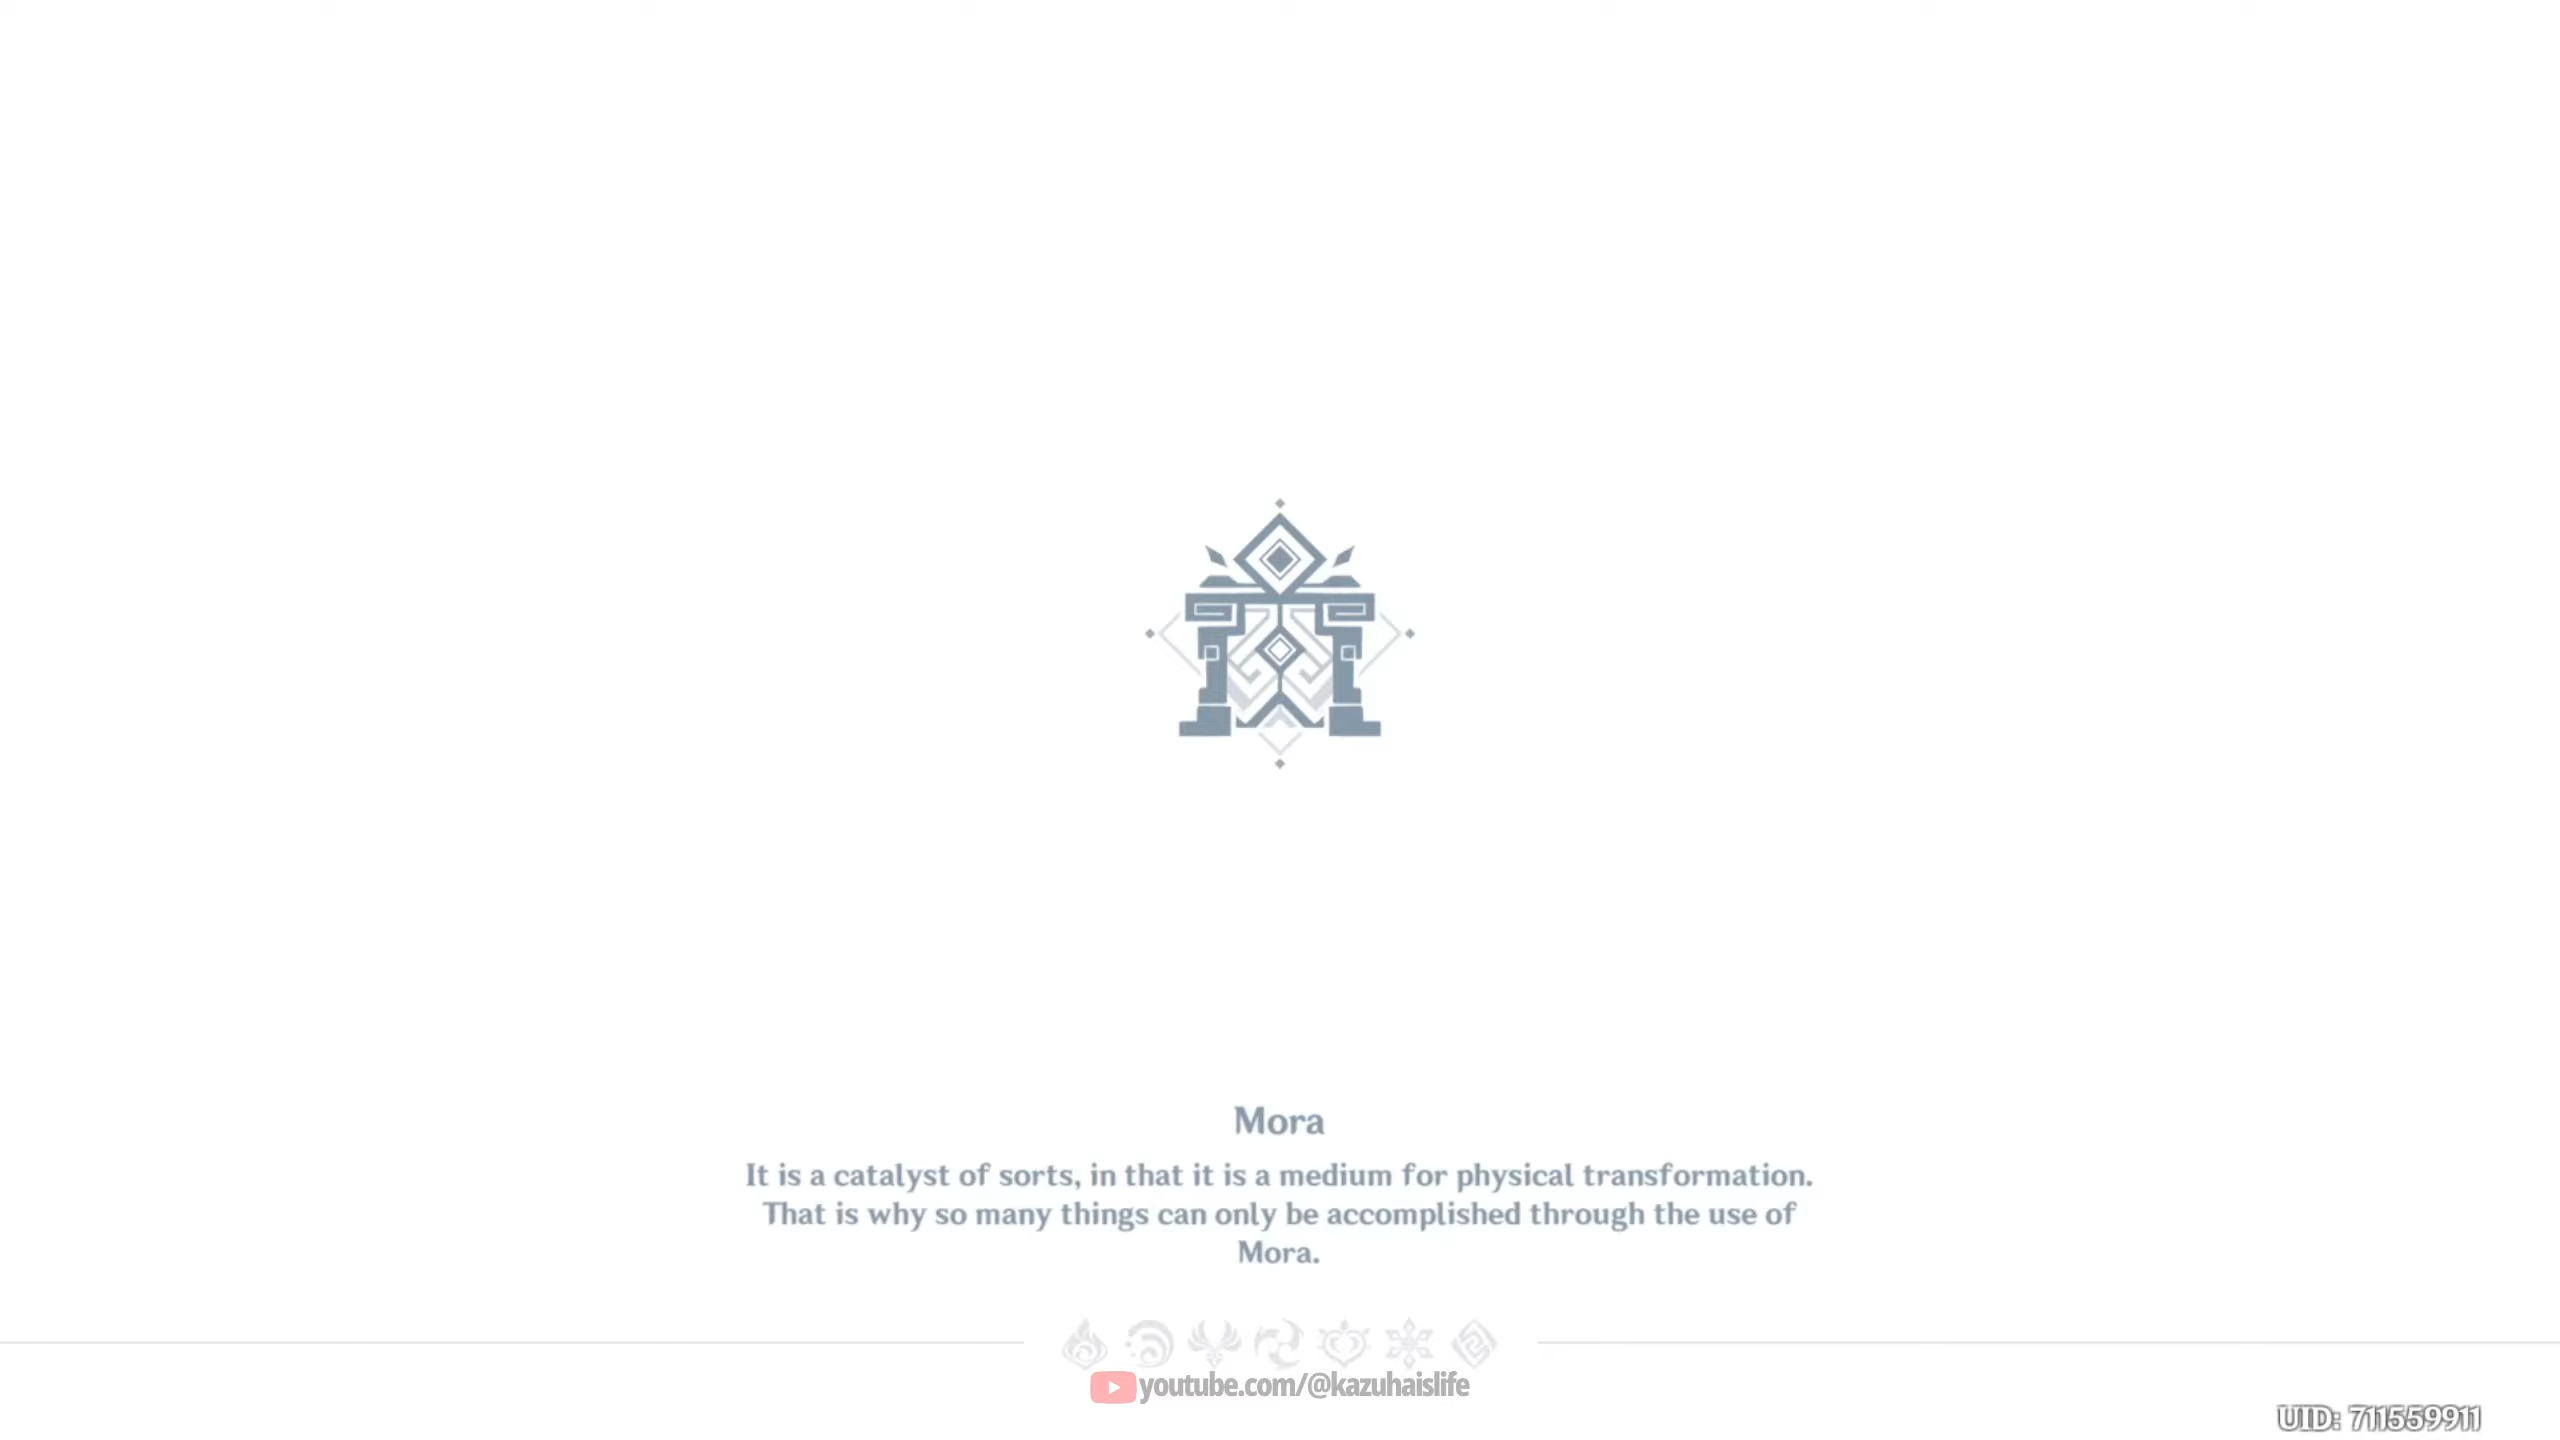 Mora
It is a catalyst of sorts, in that it is a medium for physical transformation.
That is why so many things can only be accomplished through the use of
Mora.
youtube.com/@kazuhaislife
UID: 711559911